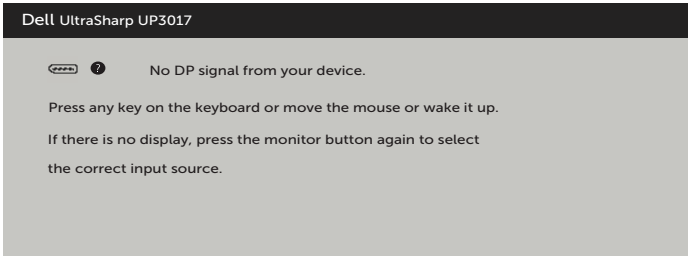 Dell UltraSharp UP3017
? No DP signal from your device.
Press any key on the keyboard or move the mouse or wake it up.
If there is no display, press the monitor button again to select
the correct input source.